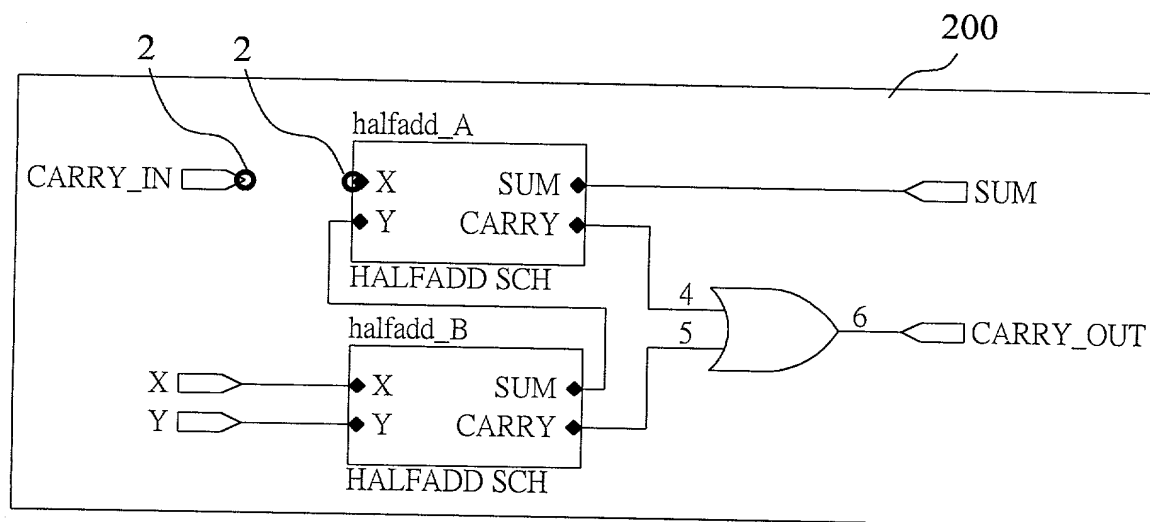 200
2
2
halfadd_A
CARRY_IN
X
SUM
SUM
Y
CARRY
HALFADD SCH
4
5
6
CARRY_OUT
halfadd_B
X
X
SUM
Y
Y
CARRY
HALFADD SCH